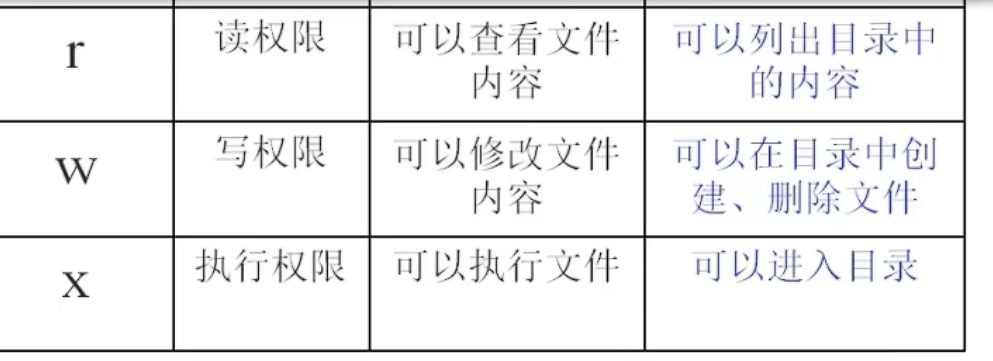 r 读权限 可以查看文件 可以列出目录中
内容 的内容
w 写权限 可以修改文件 可以在目录中创
内容 建、删除文件
x 执行权限 可以执行文件 可以进入目录